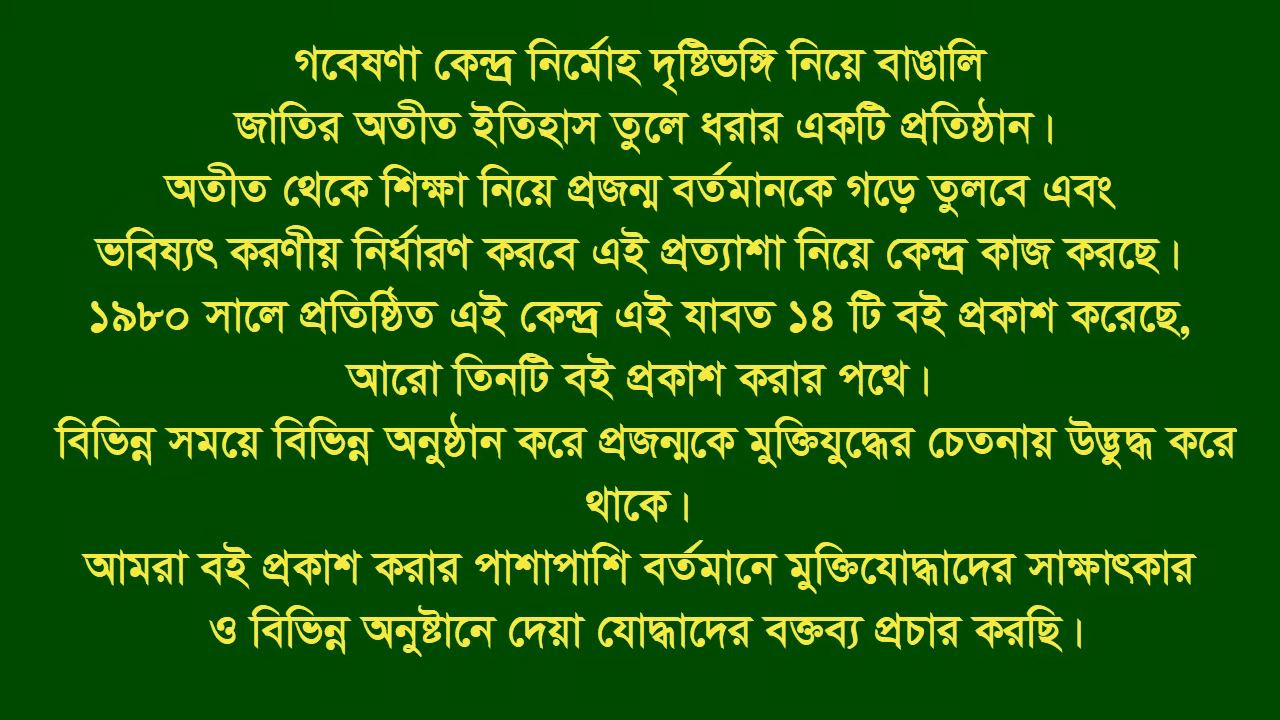 গবেষণা কেন্দ্র নির্মোহ দৃষ্টিভঙ্গি নিয়ে বাঙালি
জাতির অতীত ইতিহাস তুলে ধরার একটি প্রতিষ্ঠান।
অতীত থেকে শিক্ষা নিয়ে প্রজন্ম বর্তমানকে গড়ে তুলবে এবং
ভবিষ্যৎ করণীয় নির্ধারণ করবে এই প্রত্যাশা নিয়ে কেন্দ্র কাজ করছে।
১৯৮০ সালে প্রতিষ্ঠিত এই কেন্দ্র এই যাবত ১৪ টি বই প্রকাশ করেছে,
আরো তিনটি বই প্রকাশ করার পথে।
বিভিন্ন সময়ে বিভিন্ন অনুষ্ঠান করে প্রজন্মকে মুক্তিযুদ্ধের চেতনায় উদ্ভুদ্ধ করে
থাকে।
আমরা বই প্রকাশ করার পাশাপাশি বর্তমানে মুক্তিযোদ্ধাদের সাক্ষাৎকার
ও বিভিন্ন অনুষ্টানে দেয়া যোদ্ধাদের বক্তব্য প্রচার করছি।